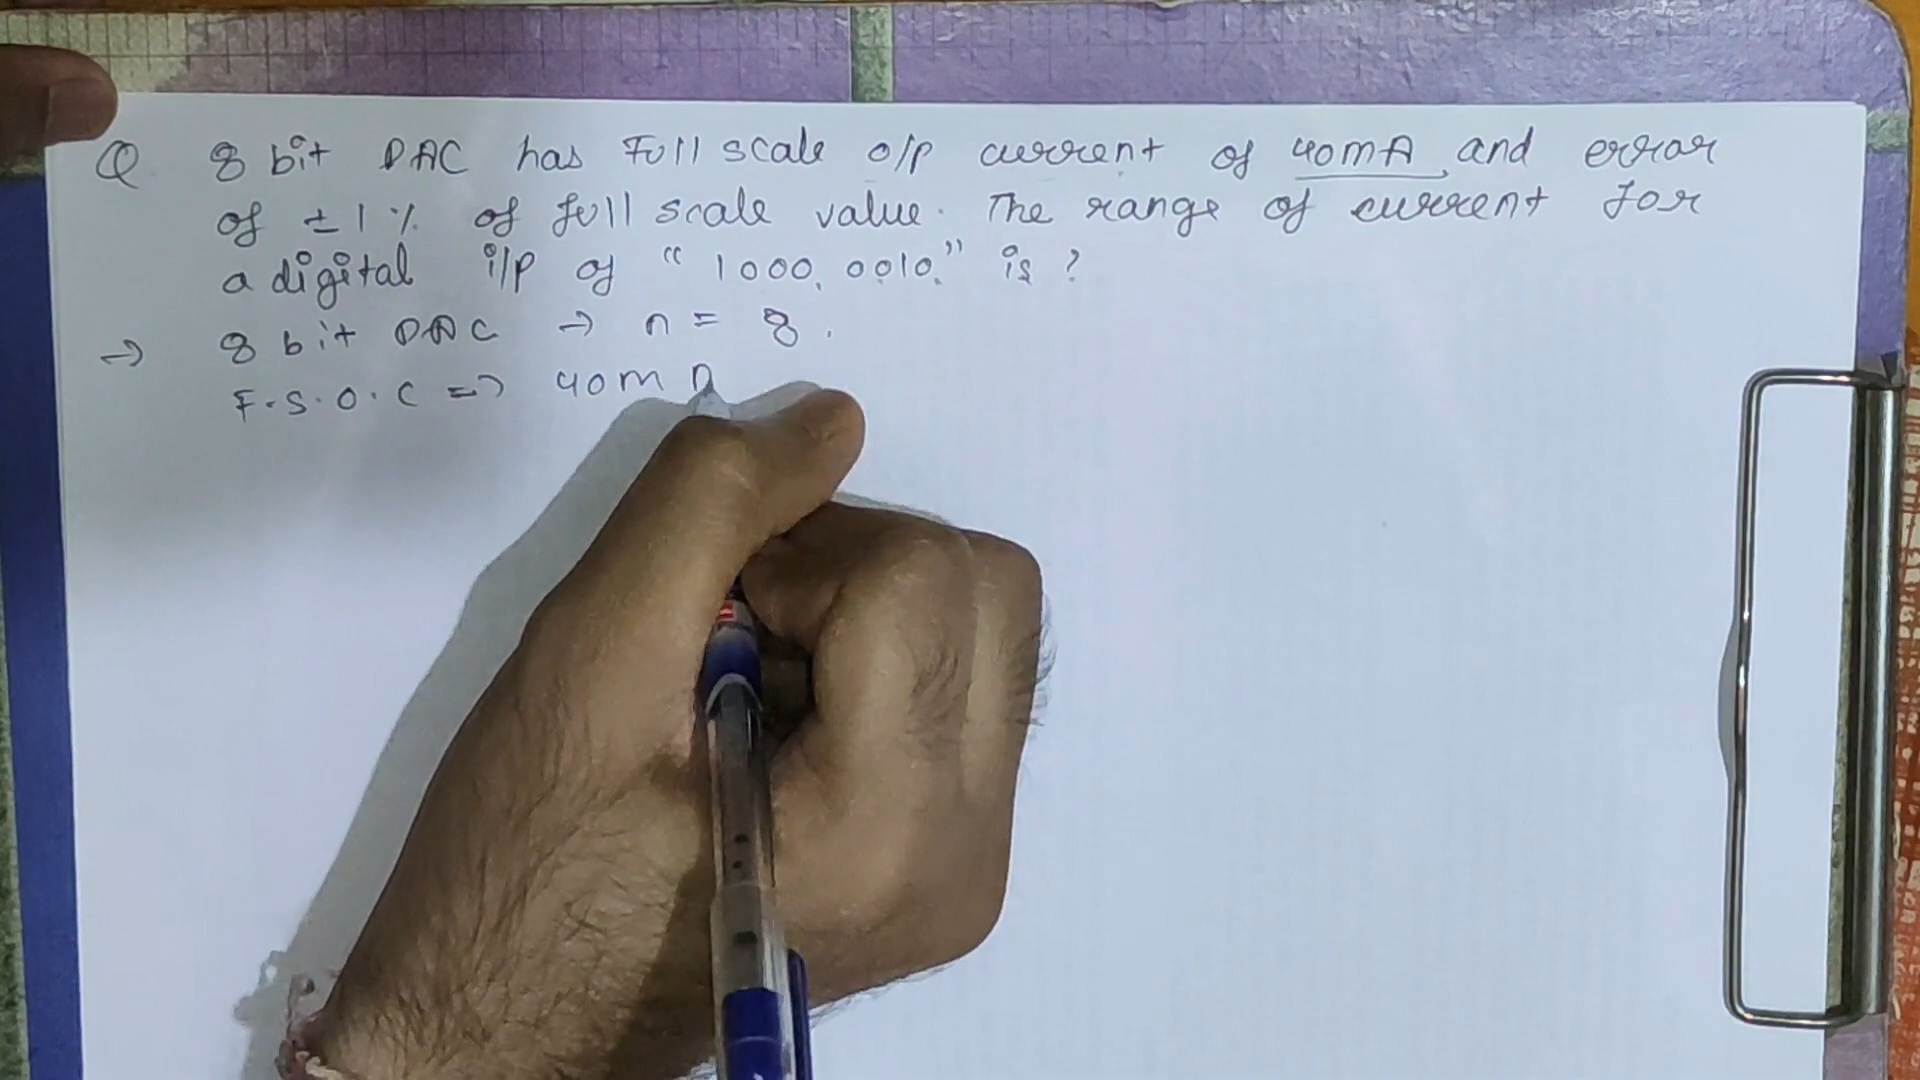 Q 8 bit DAC has Full scale o/p current of 40mA and error
of ±1% of full scale value. The range of current for
a digital i/p of "1000, 0010." is ?
→ 8 bit DAC → n = 8.
F.S.O.C => 40mA